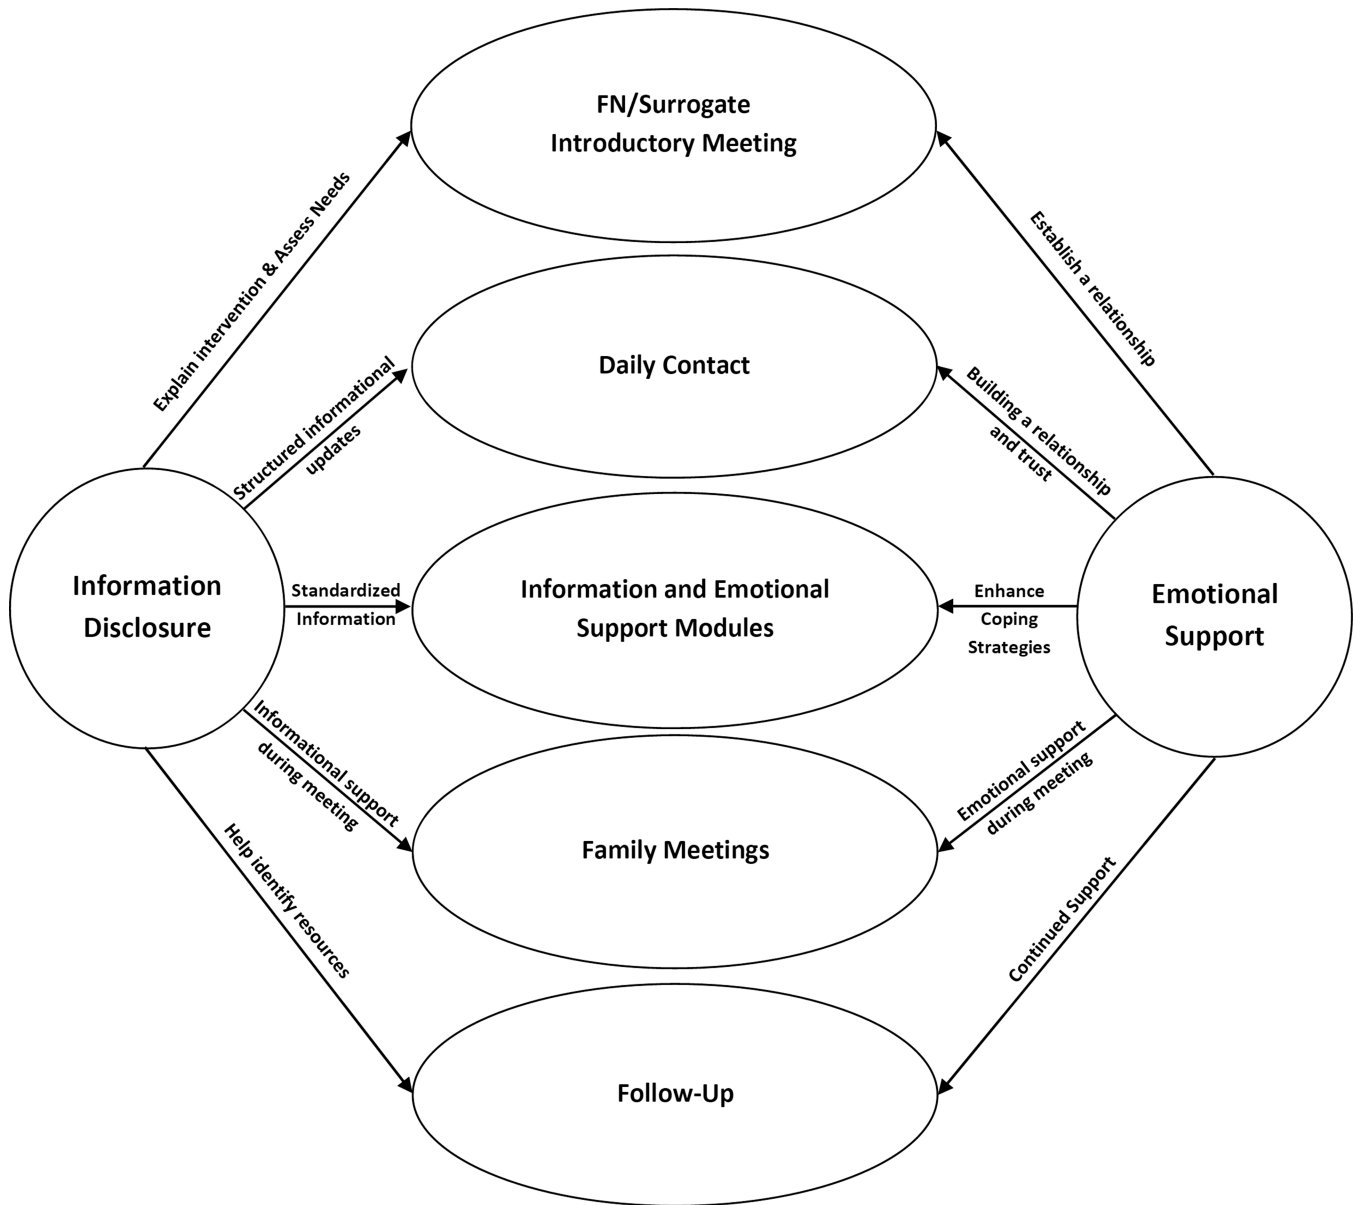 FN/Surrogate
Introductory Meeting
Explain intervention & Assess Needs
Establish a relationship
Daily Contact
Structured informational
updates
Building a relationship
and trust
Information
Disclosure
Standardized
Information
Information and Emotional
Support Modules
Enhance
Coping
Strategies
Emotional
Support
Informational support
during meeting
Family Meetings
Emotional support
during meeting
Help identify resources
Continued Support
Follow-Up